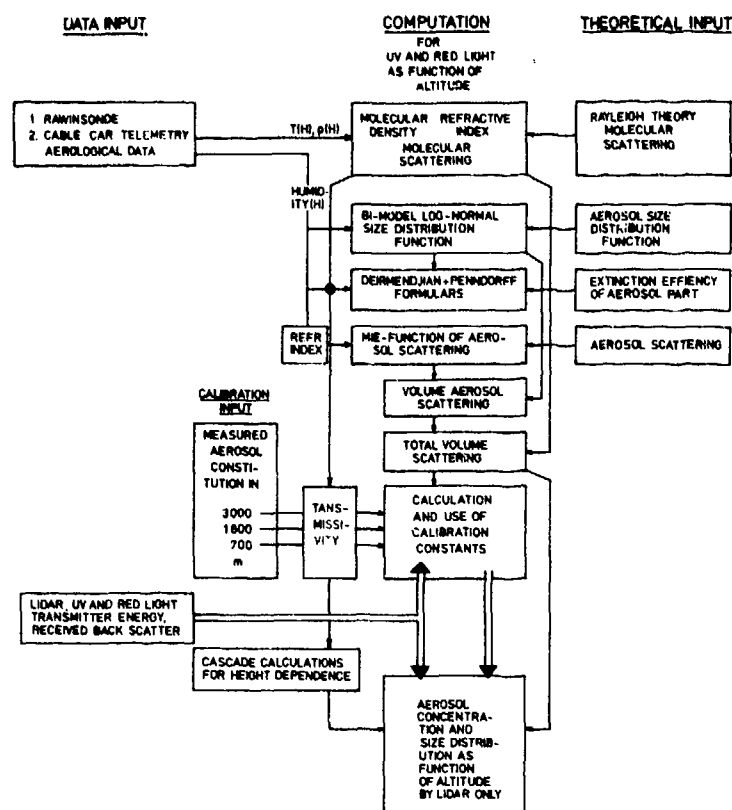 DATA INPUT
COMPUTATION
FOR
UV AND RED LIGHT
AS FUNCTION OF
ALTITUDE
THEORETICAL INPUT
1 RAWINSONDE
2. CABLE CAR TELEMETRY
AEROLOGICAL DATA
T(H), ρ(H)
MOLECULAR REFRACTIVE
DENSITY INDEX
MOLECULAR
SCATTERING
RAYLEIGH THEORY
MOLECULAR
SCATTERING
HUMID-
ITY(H)
BI-MODEL LOG-NORMAL
SIZE DISTRIBUTION
FUNCTION
AEROSOL SIZE
DISTRIBUTION
FUNCTION
DEIRMENDJIAN+PENNDORFF
FORMULARS
EXTINCTION EFFIENCY
OF AEROSOL PART
REFR
INDEX
MIE-FUNCTION OF AERO-
SOL SCATTERING
AEROSOL SCATTERING
VOLUME AEROSOL
SCATTERING
TOTAL VOLUME
SCATTERING
CALIBRATION
INPUT
MEASURED
AEROSOL
CONSTI-
TUTION IN
3000
1800
700
m
TANS-
MISSI-
VITY
CALCULATION
AND USE OF
CALIBRATION
CONSTANTS
LIDAR, UV AND RED LIGHT
TRANSMITTER ENERGY,
RECEIVED BACK SCATTER
CASCADE CALCULATIONS
FOR HEIGHT DEPENDENCE
AEROSOL
CONCENTRA-
TION AND
SIZE DISTRIB-
UTION AS
FUNCTION
OF ALTITUDE
BY LIDAR ONLY